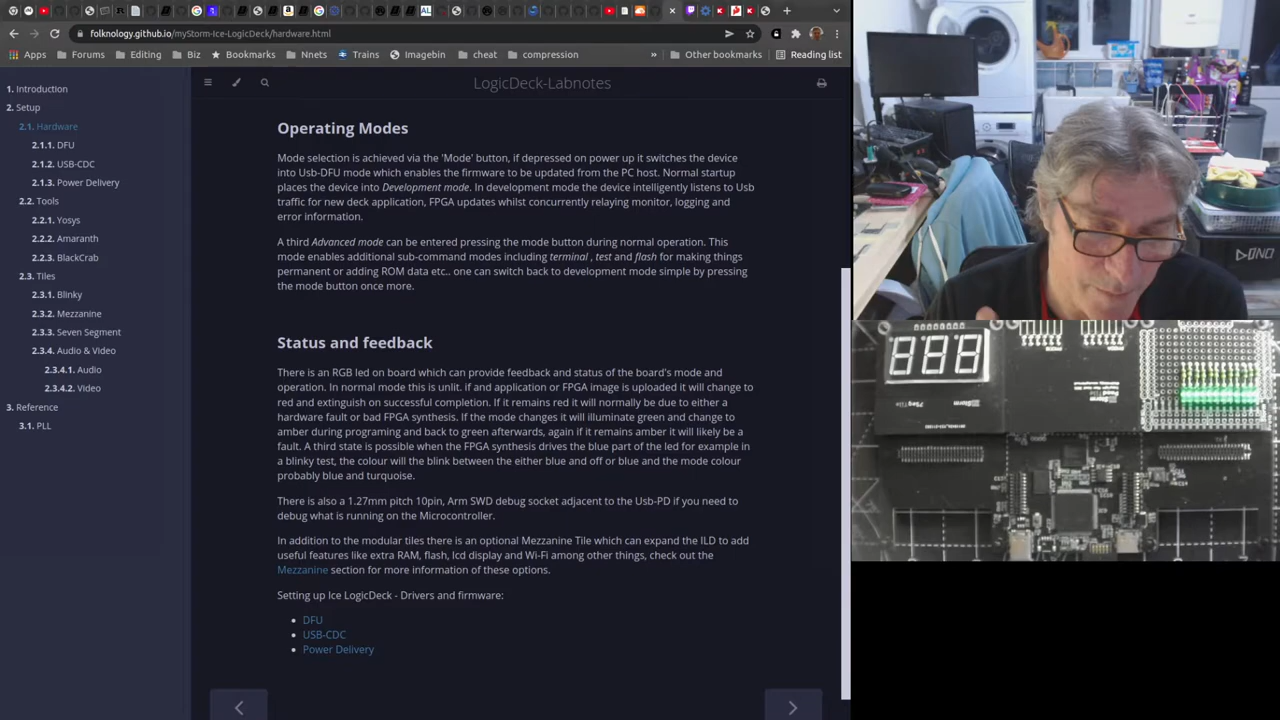 folknology.github.io/myStorm-Ice-LogicDeck/hardware.html
Apps Forums Editing Biz Bookmarks Nnets Trains Imagebin cheat compression » Other bookmarks Reading list
1. Introduction
2. Setup
2.1. Hardware
2.1.1. DFU
2.1.2. USB-CDC
2.1.3. Power Delivery
2.2. Tools
2.2.1. Yosys
2.2.2. Amaranth
2.2.3. BlackCrab
2.3. Tiles
2.3.1. Blinky
2.3.2. Mezzanine
2.3.3. Seven Segment
2.3.4. Audio & Video
2.3.4.1. Audio
2.3.4.2. Video
3. Reference
3.1. PLL
LogicDeck-Labnotes
Operating Modes
Mode selection is achieved via the 'Mode' button, if depressed on power up it switches the device
into Usb-DFU mode which enables the firmware to be updated from the PC host. Normal startup
places the device into Development mode. In development mode the device intelligently listens to Usb
traffic for new deck application, FPGA updates whilst concurrently relaying monitor, logging and
error information.
A third Advanced mode can be entered pressing the mode button during normal operation. This
mode enables additional sub-command modes including terminal , test and flash for making things
permanent or adding ROM data etc.. one can switch back to development mode simple by pressing
the mode button once more.
Status and feedback
There is an RGB led on board which can provide feedback and status of the board's mode and
operation. In normal mode this is unlit. if and application or FPGA image is uploaded it will change to
red and extinguish on successful completion. If it remains red it will normally be due to either a
hardware fault or bad FPGA synthesis. If the mode changes it will illuminate green and change to
amber during programing and back to green afterwards, again if it remains amber it will likely be a
fault. A third state is possible when the FPGA synthesis drives the blue part of the led for example in
a blinky test, the colour will the blink between the either blue and off or blue and the mode colour
probably blue and turquoise.
There is also a 1.27mm pitch 10pin, Arm SWD debug socket adjacent to the Usb-PD if you need to
debug what is running on the Microcontroller.
In addition to the modular tiles there is an optional Mezzanine Tile which can expand the ILD to add
useful features like extra RAM, flash, lcd display and Wi-Fi among other things, check out the
Mezzanine section for more information of these options.
Setting up Ice LogicDeck - Drivers and firmware:
DFU
USB-CDC
Power Delivery